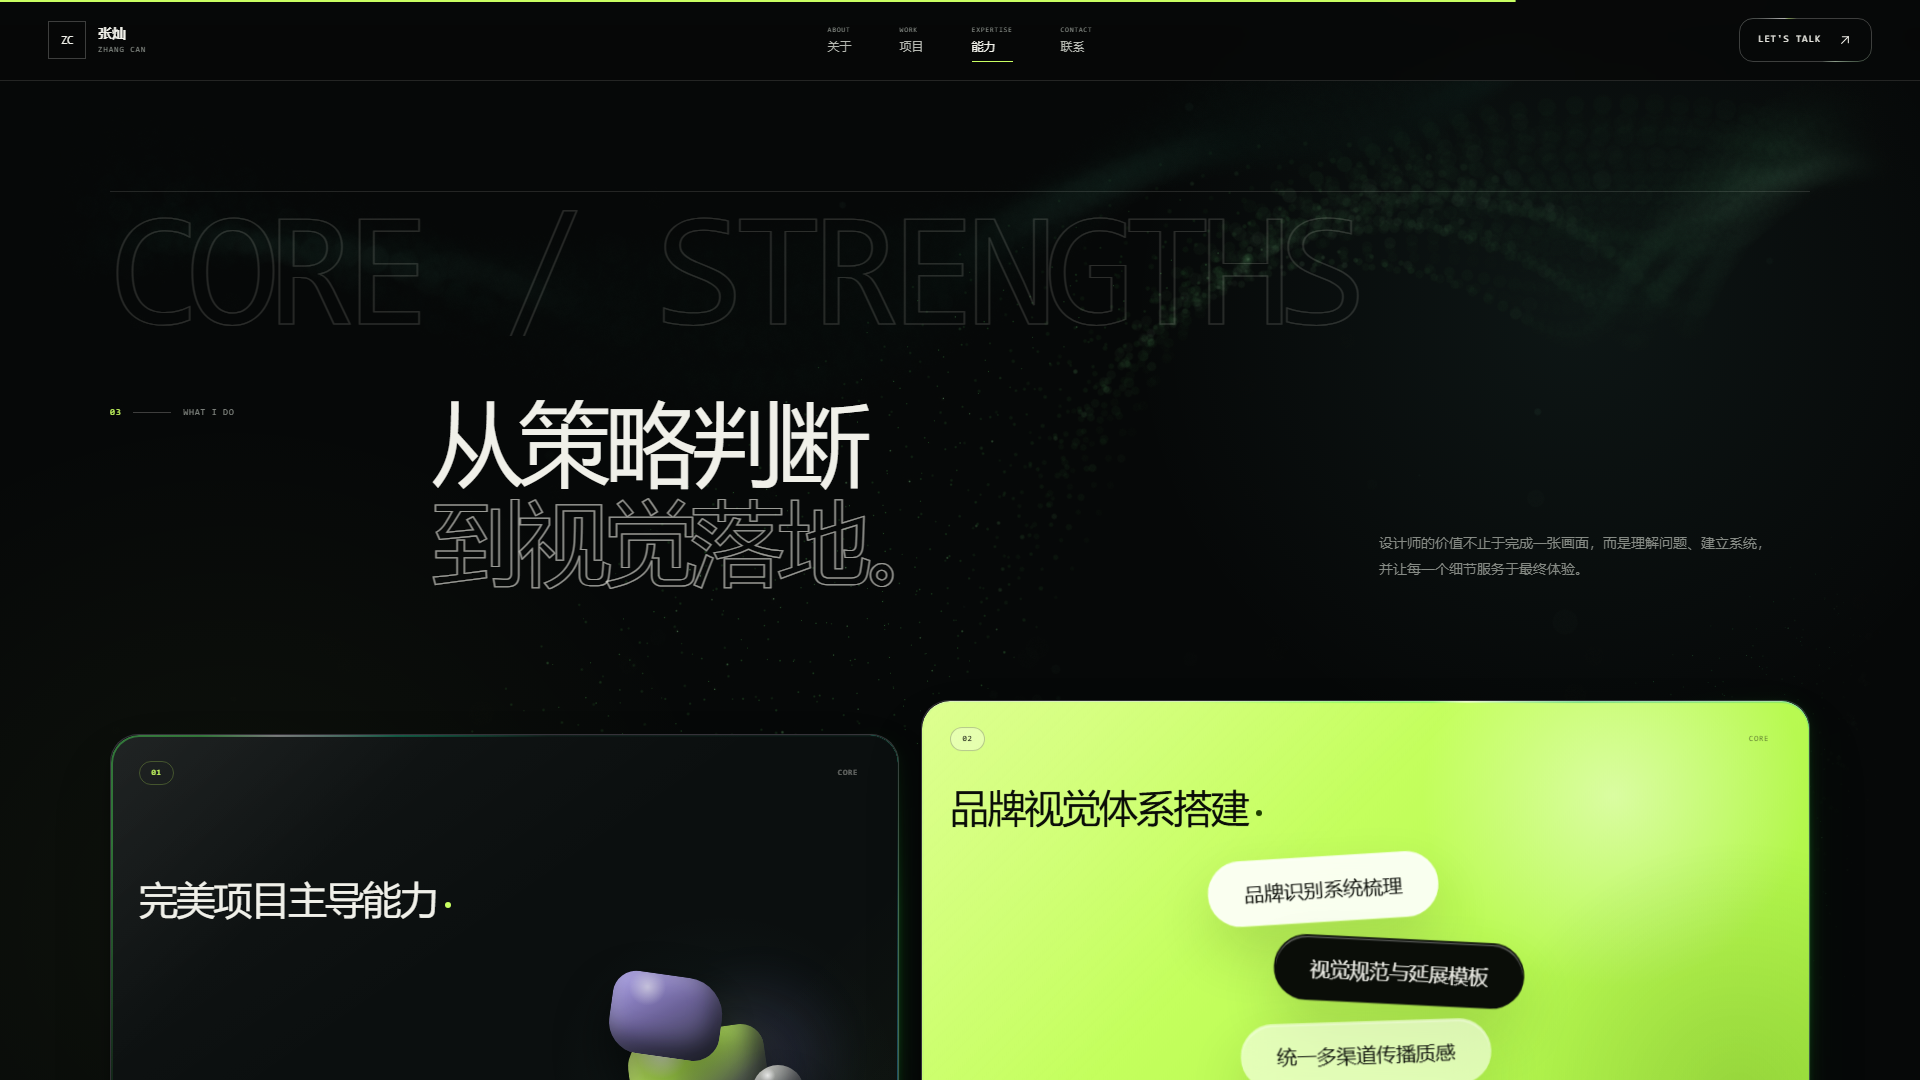 ZC
张灿
ZHANG CAN
ABOUT
关于
WORK
项目
EXPERTISE
能力
CONTACT
联系
LET'S TALK
CORE / STRENGTHS
03
WHAT I DO
从策略判断
到视觉落地。
设计师的价值不止于完成一张画面，而是理解问题、建立系统，
并让每一个细节服务于最终体验。
01
CORE
完美项目主导能力
02
CORE
品牌视觉体系搭建
品牌识别系统梳理
视觉规范与延展模板
统一多渠道传播质感